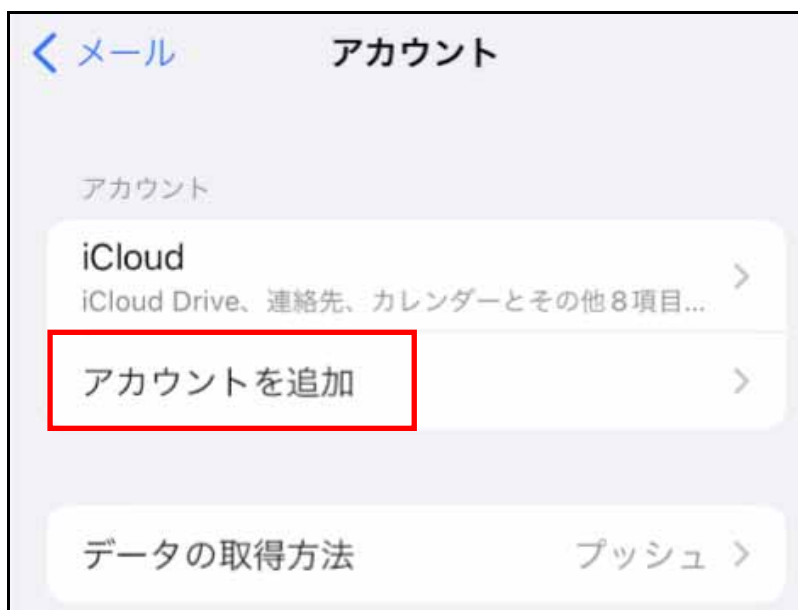 メール アカウント
アカウント
iCloud
iCloud Drive、連絡先、カレンダーとその他8項目...
アカウントを追加
データの取得方法 プッシュ